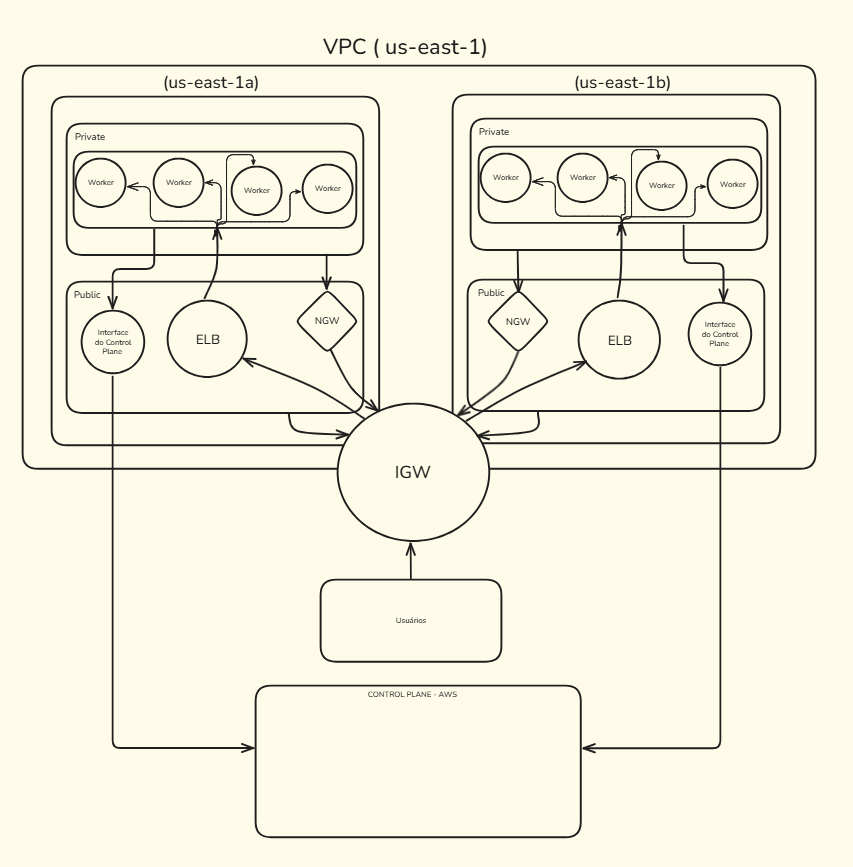 VPC ( us-east-1)
(us-east-1a)
Private
Worker
Worker
Worker
Worker
Public
Interface
do Control
Plane
ELB
NGW
(us-east-1b)
Private
Worker
Worker
Worker
Worker
Public
NGW
ELB
Interface
do Control
Plane
IGW
Usuários
CONTROL PLANE - AWS